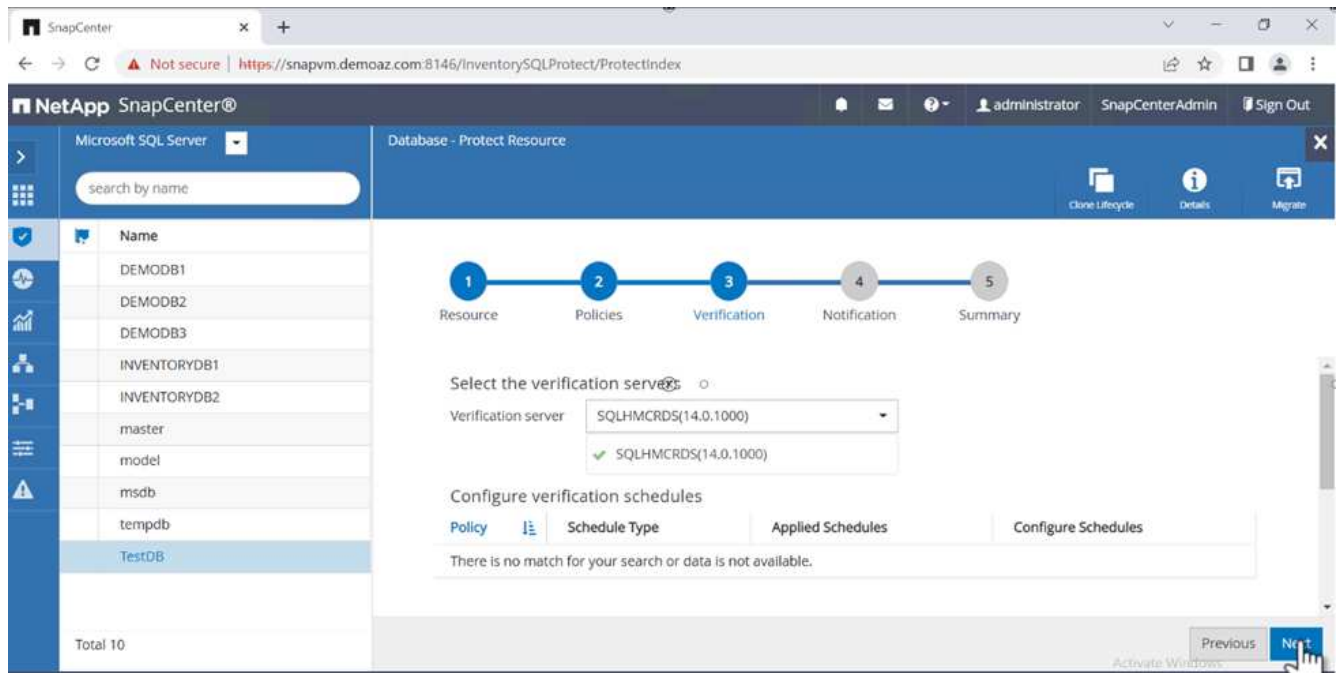 SnapCenter
Not secure | https://snapvm.demoaz.com:8146/InventorySQLProtect/ProtectIndex
NetApp SnapCenter® administrator SnapCenterAdmin Sign Out
Microsoft SQL Server
Database - Protect Resource
search by name
Clone Lifecycle Details Migrate
Name
DEMODB1
DEMODB2
DEMODB3
INVENTORYDB1
INVENTORYDB2
master
model
msdb
tempdb
TestDB
Total 10
1 2 3 4 5
Resource Policies Verification Notification Summary
Select the verification servers
Verification server SQLHMCRDS(14.0.1000)
SQLHMCRDS(14.0.1000)
Configure verification schedules
Policy Schedule Type Applied Schedules Configure Schedules
There is no match for your search or data is not available.
Previous Next
Activate Windows